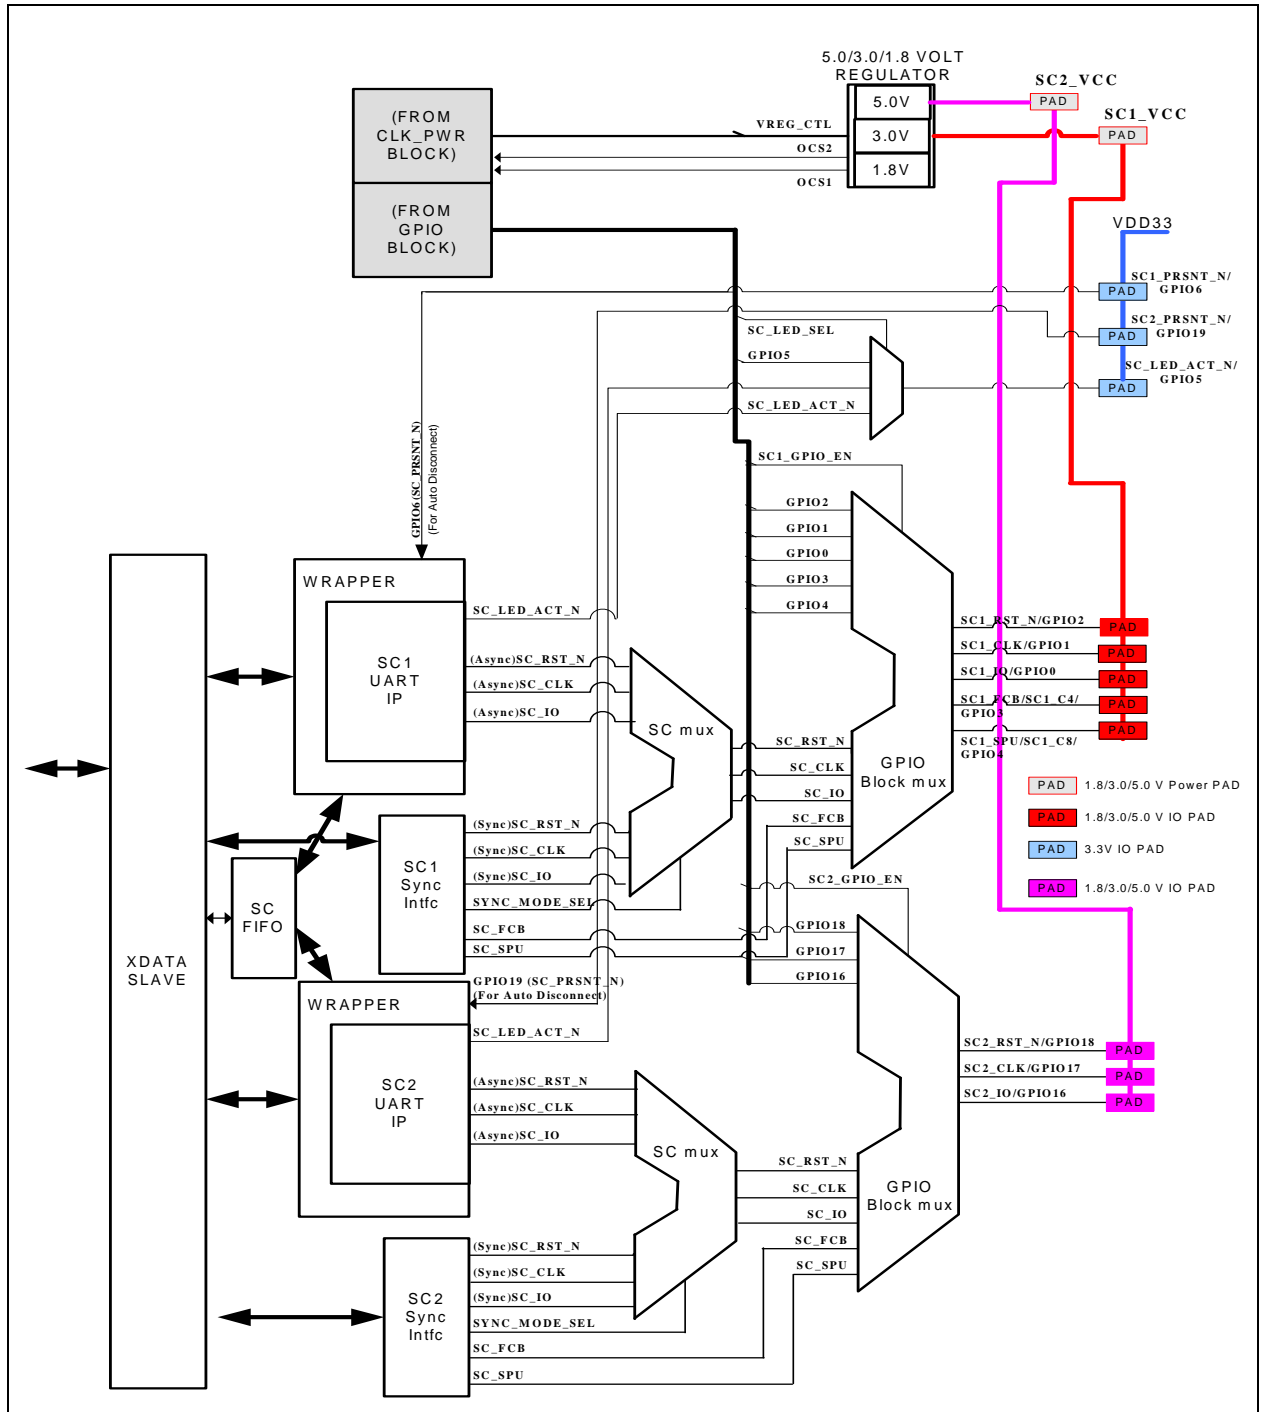 5.0/3.0/1.8 VOLT
REGULATOR
5.0V
3.0V
1.8V
SC2_VCC
PAD
SC1_VCC
PAD
(FROM
CLK_PWR
BLOCK)
VREG_CTL
OCS2
OCS1
(FROM
GPIO
BLOCK)
VDD33
SC1_PRSNT_N/
GPIO6
PAD
SC2_PRSNT_N/
GPIO19
PAD
SC_LED_ACT_N/
GPIO5
PAD
SC_LED_SEL
GPIO5
SC_LED_ACT_N
GPIO6(SC_PRSNT_N)
(For Auto Disconnect)
SC1_GPIO_EN
GPIO2
GPIO1
GPIO0
GPIO3
GPIO4
WRAPPER
SC1
UART
IP
SC_LED_ACT_N
(Async)SC_RST_N
(Async)SC_CLK
(Async)SC_IO
SC mux
SC_RST_N
SC_CLK
SC_IO
SC_FCB
SC_SPU
GPIO
Block mux
SC1_RST_N/GPIO2
PAD
SC1_CLK/GPIO1
PAD
SC1_IO/GPIO0
PAD
SC1_FCB/SC1_C4/
GPIO3
PAD
SC1_SPU/SC1_C8/
GPIO4
PAD
PAD 1.8/3.0/5.0 V Power PAD
PAD 1.8/3.0/5.0 V IO PAD
PAD 3.3V IO PAD
PAD 1.8/3.0/5.0 V IO PAD
SC1
Sync
Intfc
(Sync)SC_RST_N
(Sync)SC_CLK
(Sync)SC_IO
SYNC_MODE_SEL
SC_FCB
SC_SPU
SC
FIFO
XDATA
SLAVE
SC2_GPIO_EN
GPIO18
GPIO17
GPIO16
GPIO19 (SC_PRSNT_N)
(For Auto Disconnect)
WRAPPER
SC2
UART
IP
SC_LED_ACT_N
(Async)SC_RST_N
(Async)SC_CLK
(Async)SC_IO
SC mux
SC_RST_N
SC_CLK
SC_IO
SC_FCB
SC_SPU
GPIO
Block mux
SC2_RST_N/GPIO18
PAD
SC2_CLK/GPIO17
PAD
SC2_IO/GPIO16
PAD
SC2
Sync
Intfc
(Sync)SC_RST_N
(Sync)SC_CLK
(Sync)SC_IO
SYNC_MODE_SEL
SC_FCB
SC_SPU